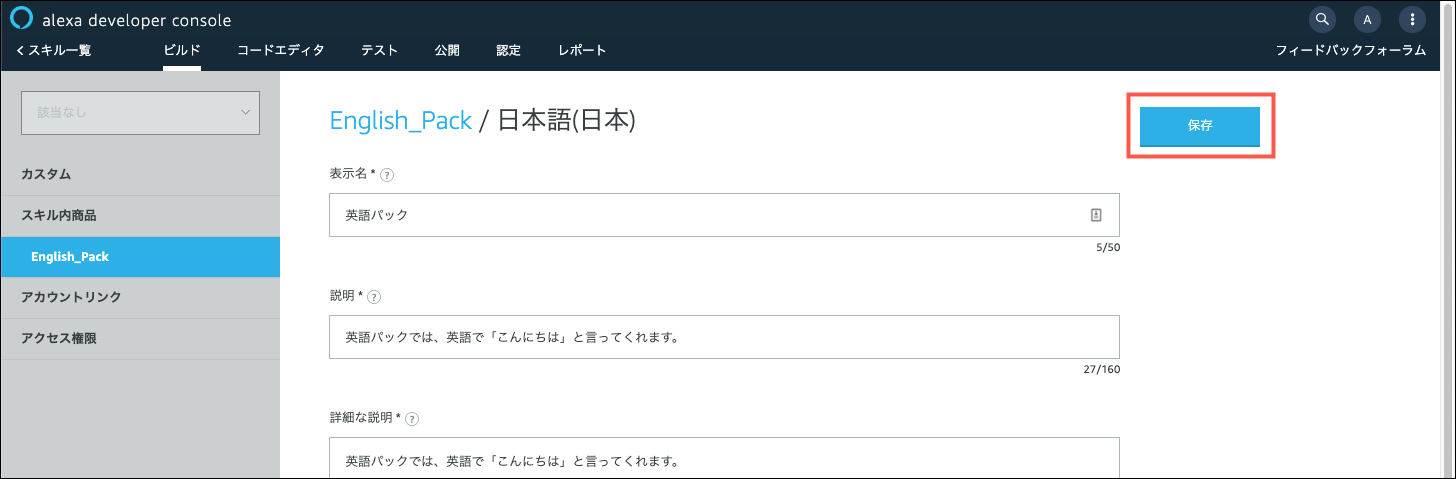 alexa developer console
A
スキル一覧
ビルド
コードエディタ
テスト
公開
認定
レポート
フィードバックフォーラム
該当なし
カスタム
スキル内商品
English_Pack
アカウントリンク
アクセス権限
English_Pack / 日本語(日本)
保存
表示名 * ?
英語パック
5/50
説明 * ?
英語パックでは、英語で「こんにちは」と言ってくれます。
27/160
詳細な説明 * ?
英語パックでは、英語で「こんにちは」と言ってくれます。